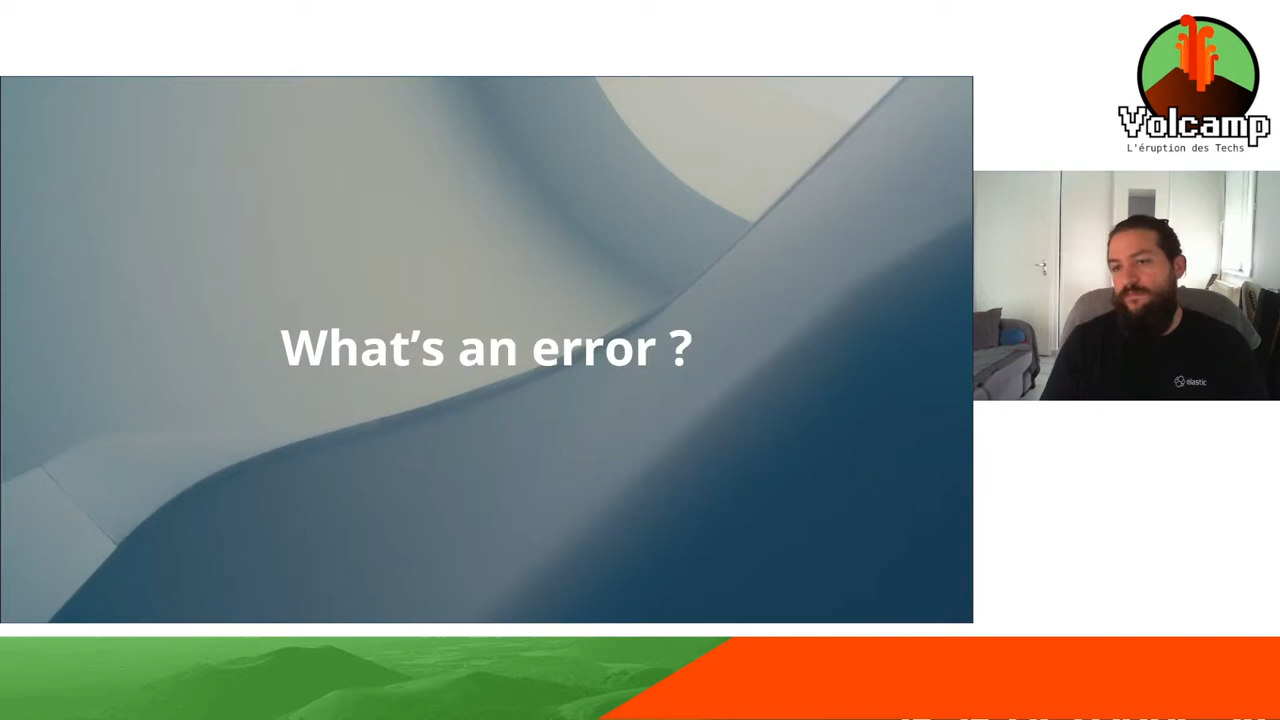 Volcamp
L'éruption des Techs
What's an error ?
elastic